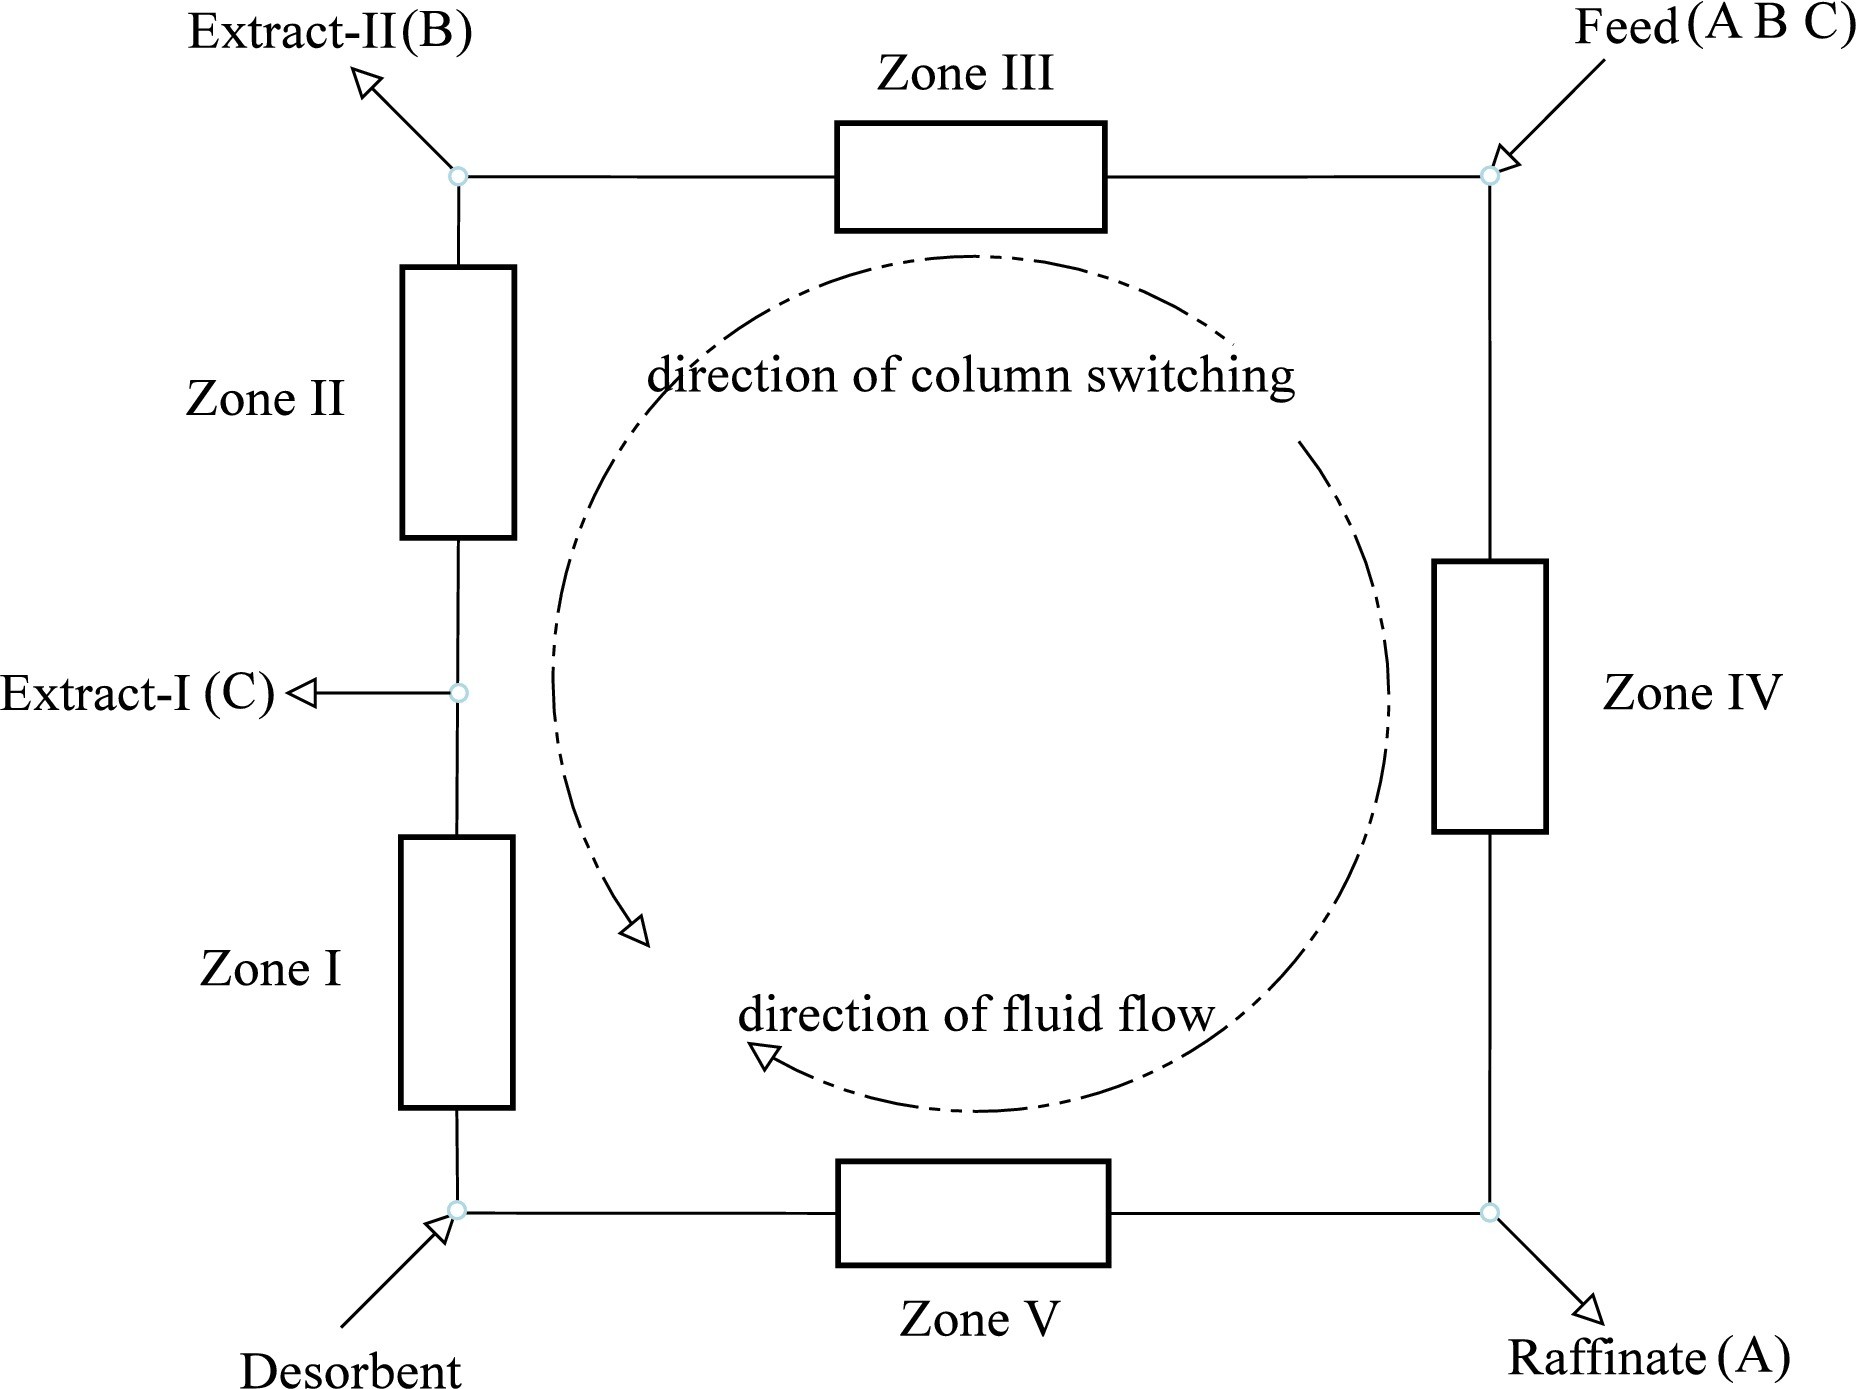 Extract-II (B)
Feed (A B C)
Zone III
direction of column switching
Zone II
Extract-I (C)
Zone IV
Zone I
direction of fluid flow
Zone V
Desorbent
Raffinate (A)